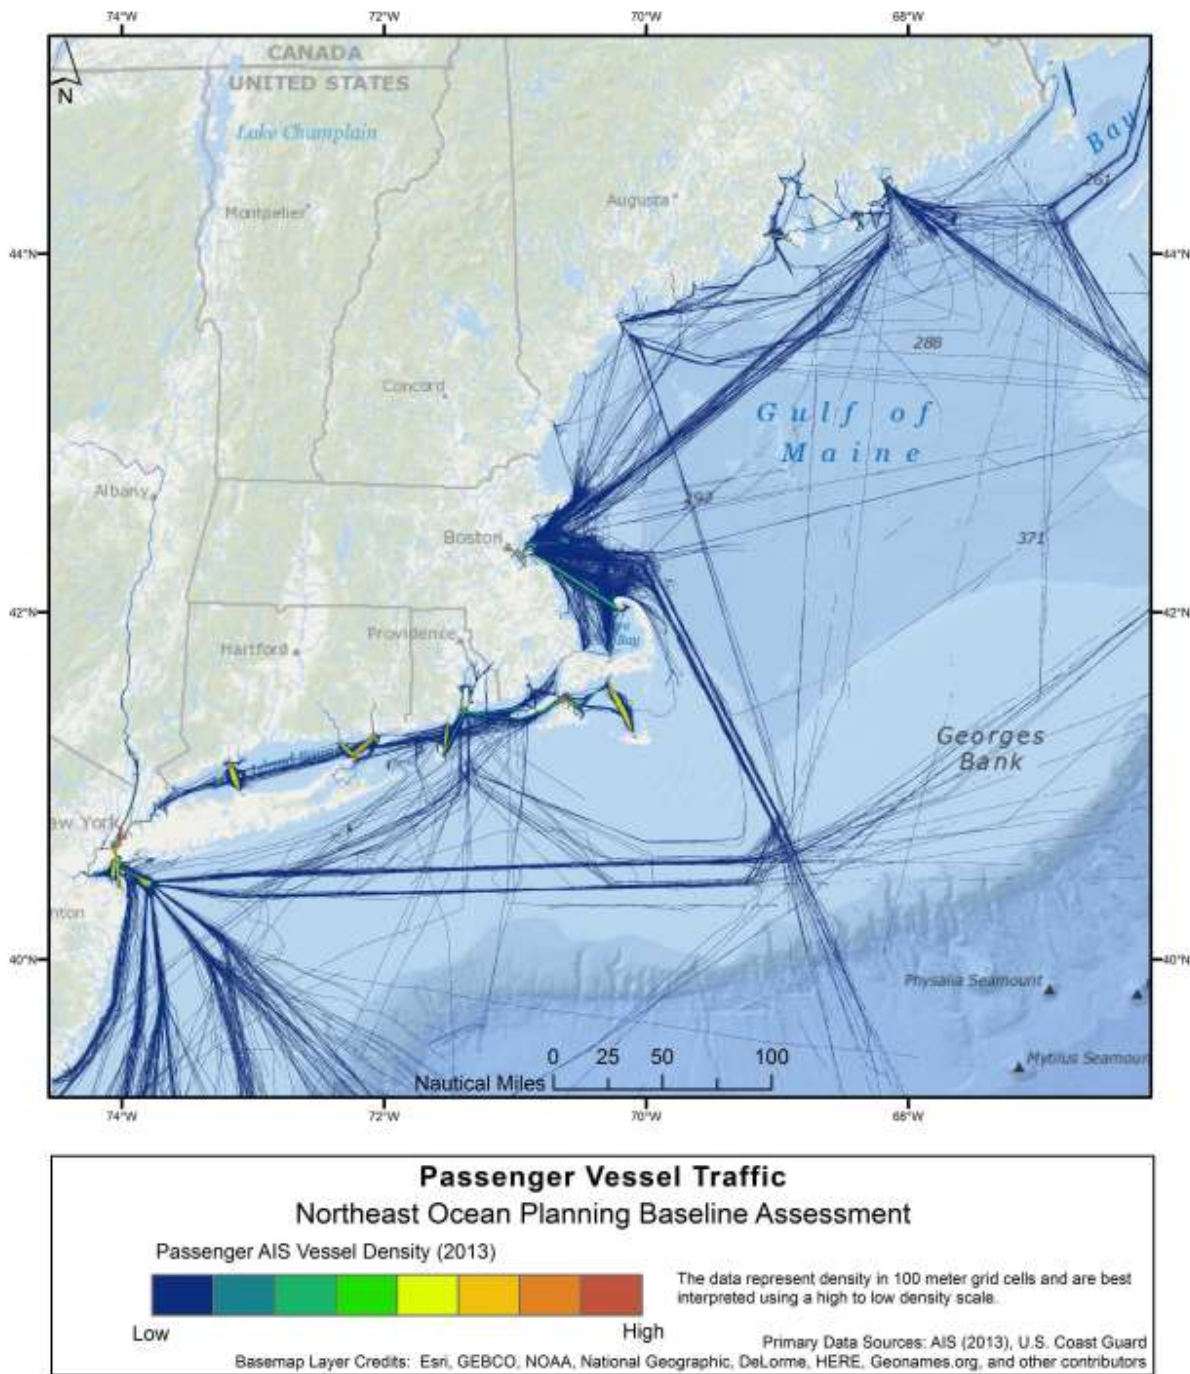 74°W 72°W 70°W 68°W
CANADA
UNITED STATES
N
Lake Champlain
Bay
261
Montpelier
Augusta
44°N 44°N
288
Concord
Gulf of
Maine
Albany
Boston
371
42°N 42°N
Providence
Hartford
Bay
Georges
Bank
ew York
nton
40°N 40°N
Physalia Seamount
0 25 50 100
Nautical Miles
Mytilus Seamoun
74°W 72°W 70°W 68°W
Passenger Vessel Traffic
Northeast Ocean Planning Baseline Assessment
Passenger AIS Vessel Density (2013)
The data represent density in 100 meter grid cells and are best
interpreted using a high to low density scale.
Low High
Primary Data Sources: AIS (2013), U.S. Coast Guard
Basemap Layer Credits: Esri, GEBCO, NOAA, National Geographic, DeLorme, HERE, Geonames.org, and other contributors